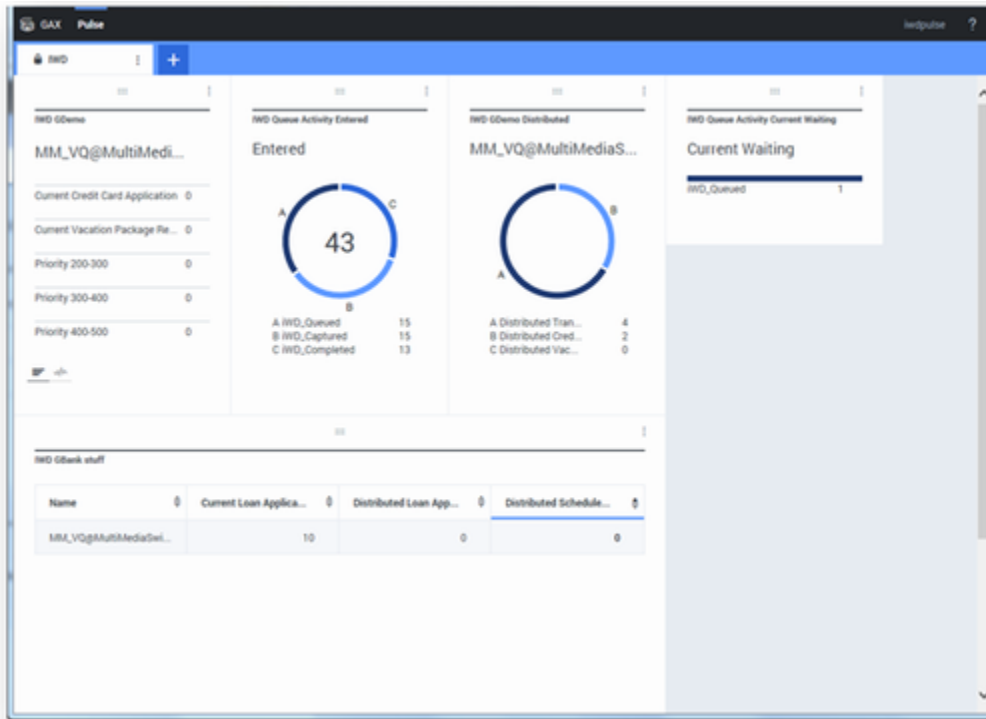 GAX Pulse iwdpulse ?
IWD +
IWD GDemo
MM_VQ@MultiMedi...
Current Credit Card Application 0
Current Vacation Package Re... 0
Priority 200-300 0
Priority 300-400 0
Priority 400-500 0
IWD Queue Activity Entered
Entered
A
C
43
B
A iWD_Queued 15
B iWD_Captured 15
C iWD_Completed 13
IWD GDemo Distributed
MM_VQ@MultiMediaS...
B
A
A Distributed Tran... 4
B Distributed Cred... 2
C Distributed Vac... 0
IWD Queue Activity Current Waiting
Current Waiting
iWD_Queued 1
IWD GBank stuff
Name Current Loan Applica... Distributed Loan App... Distributed Schedule...
MM_VQ@MultiMediaSwi... 10 0 0